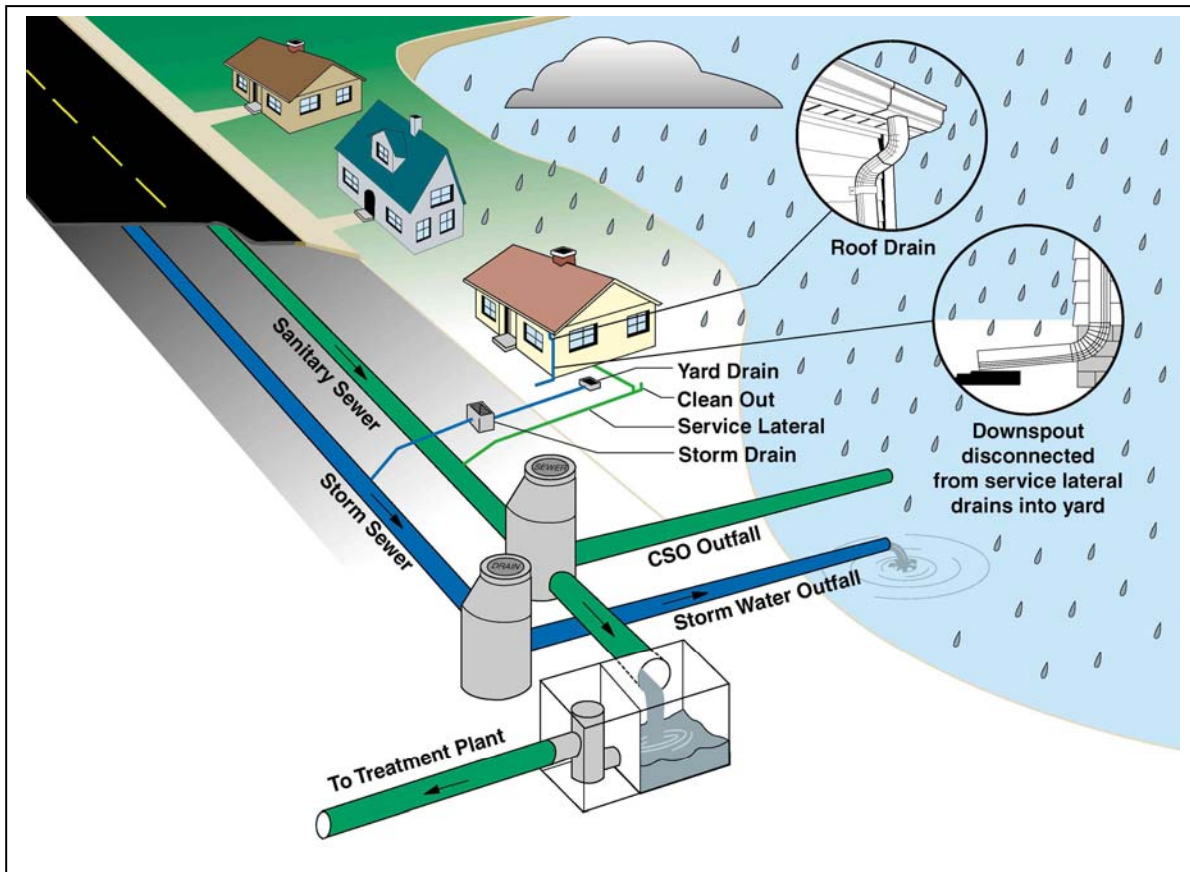 Roof Drain
Downspout
disconnected
from service lateral
drains into yard
Yard Drain
Clean Out
Service Lateral
Storm Drain
Sanitary Sewer
Storm Sewer
SEWER
DRAIN
CSO Outfall
Storm Water Outfall
To Treatment Plant